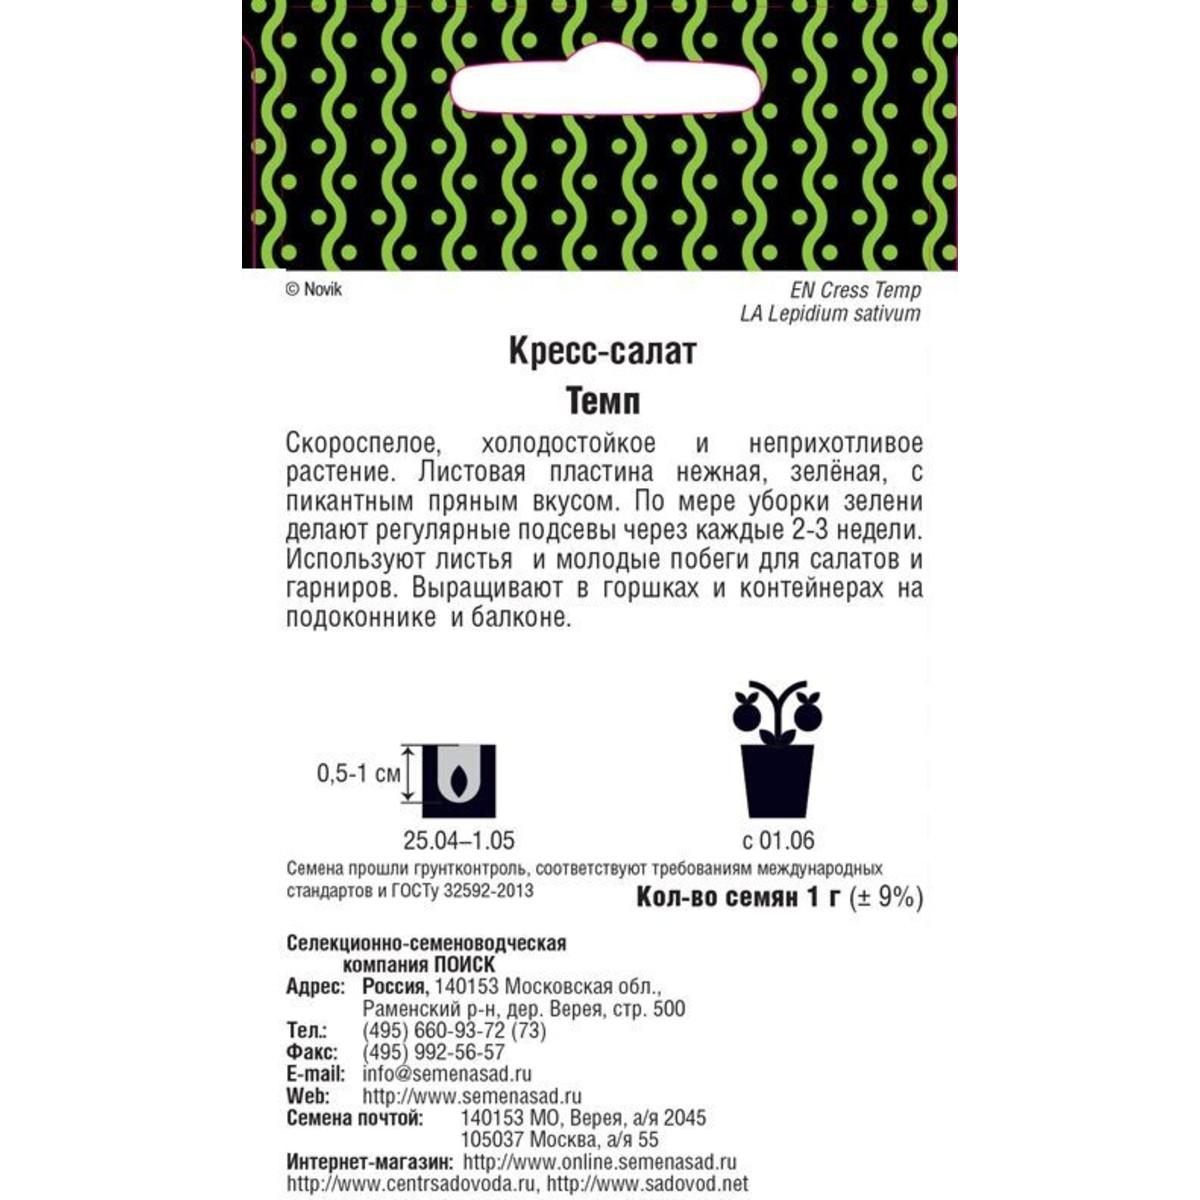 © Novik
EN Cress Temp
LA Lepidium sativum
Кресс-салат
Темп
Скороспелое, холодостойкое и неприхотливое
растение. Листовая пластина нежная, зелёная, с
пикантным пряным вкусом. По мере уборки зелени
делают регулярные подсевы через каждые 2-3 недели.
Используют листья и молодые побеги для салатов и
гарниров. Выращивают в горшках и контейнерах на
подоконнике и балконе.
0,5-1 см
25.04–1.05
с 01.06
Семена прошли грунтконтроль, соответствуют требованиям международных
стандартов и ГОСТу 32592-2013
Кол-во семян 1 г (± 9%)
Селекционно-семеноводческая
компания ПОИСК
Адрес: Россия, 140153 Московская обл.,
Раменский р-н, дер. Верея, стр. 500
Тел.: (495) 660-93-72 (73)
Факс: (495) 992-56-57
E-mail: info@semenasad.ru
Web: http://www.semenasad.ru
Семена почтой: 140153 МО, Верея, а/я 2045
105037 Москва, а/я 55
Интернет-магазин: http://www.online.semenasad.ru
http://www.centrsadovoda.ru, http://www.sadovod.net